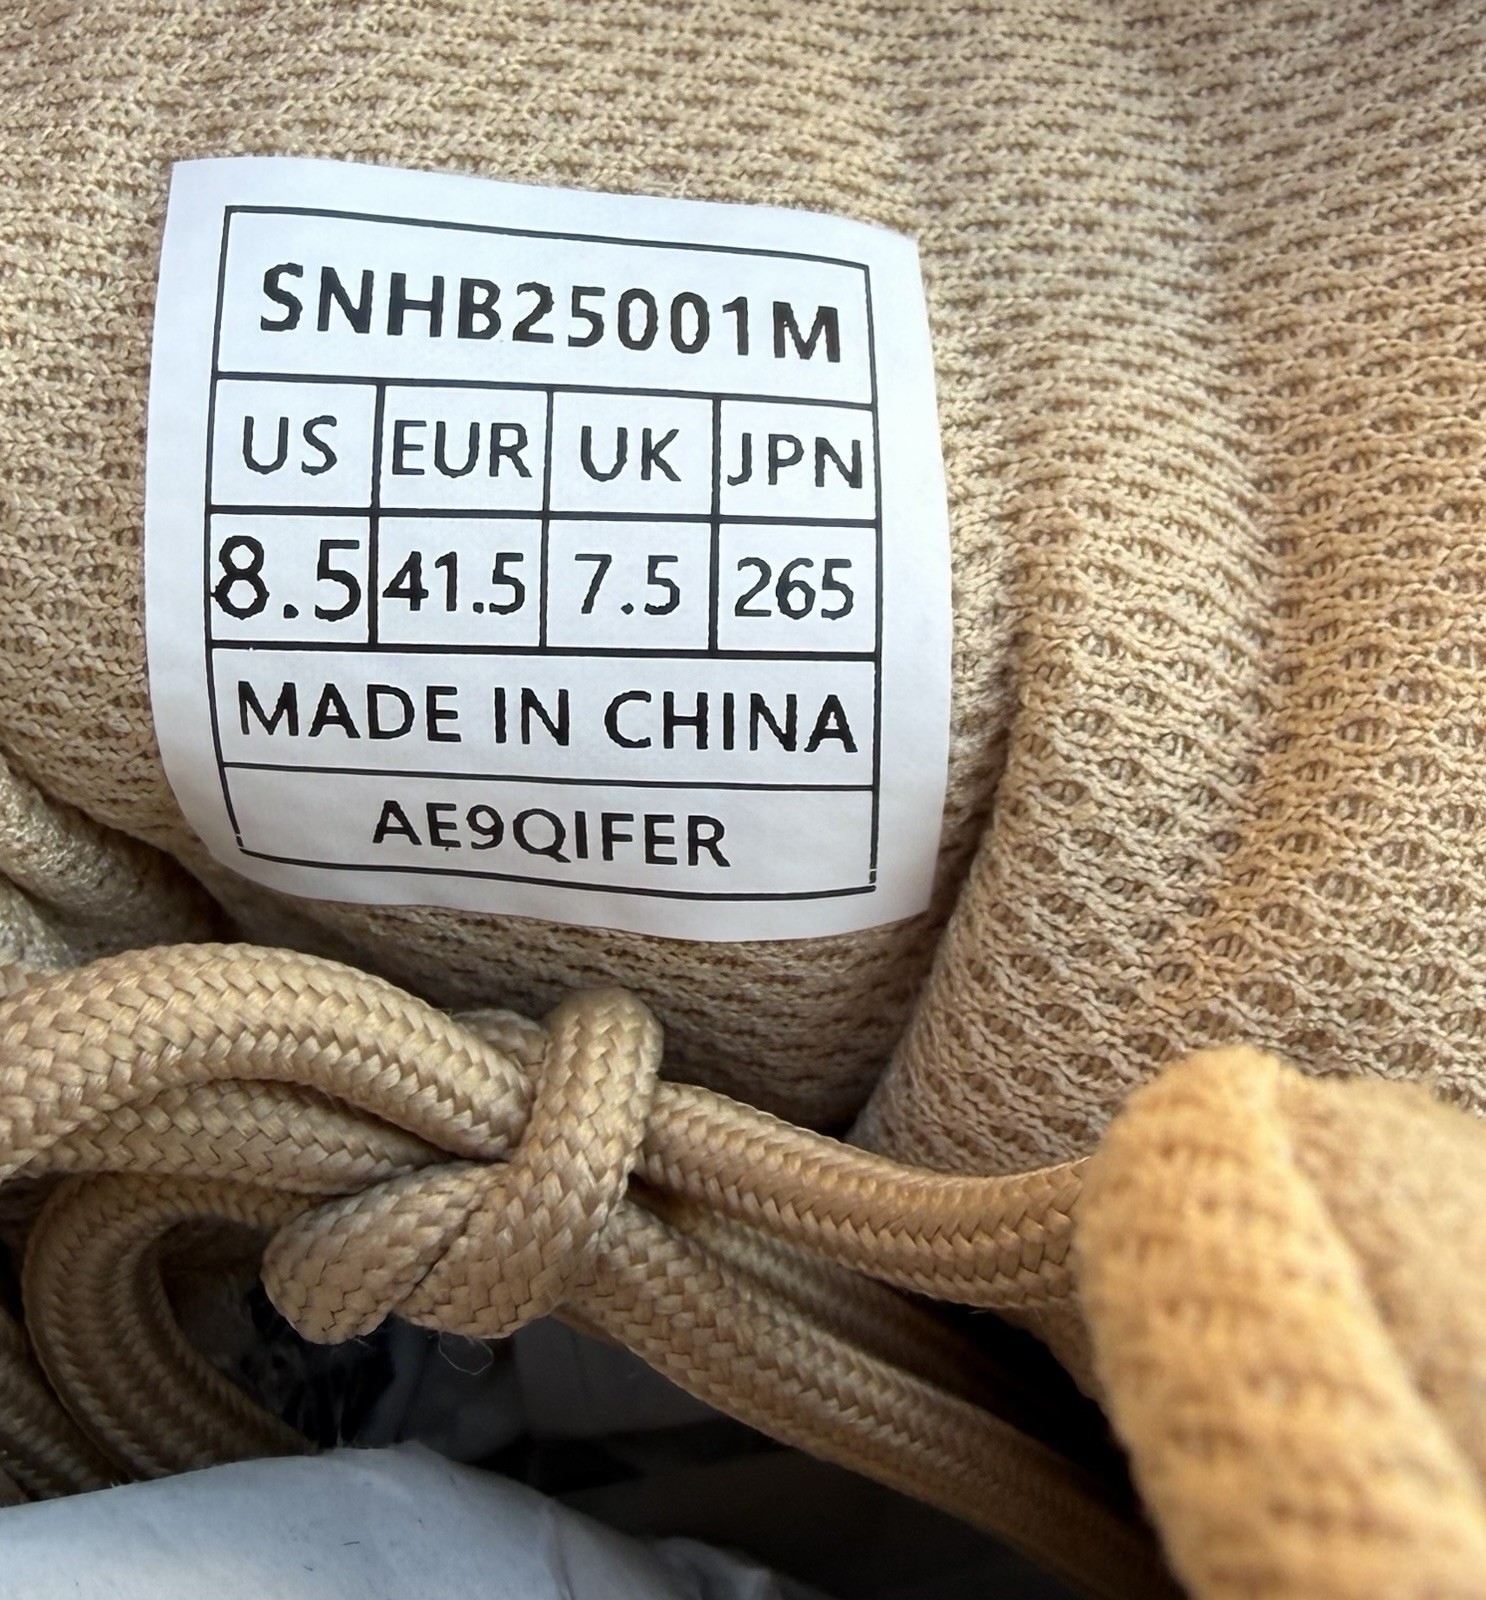 SNHB25001M
US EUR UK JPN
8.5 41.5 7.5 265
MADE IN CHINA
AE9QIFER